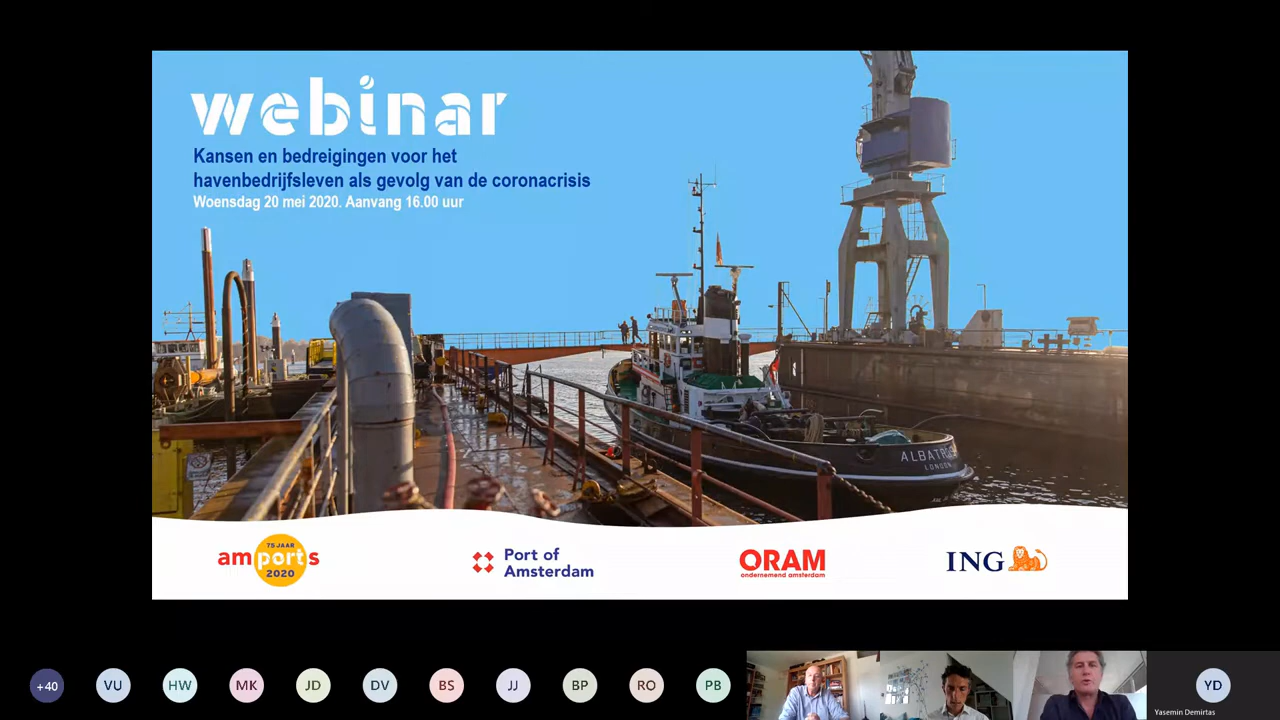 webinar
Kansen en bedreigingen voor het
havenbedrijfsleven als gevolg van de coronacrisis
Woensdag 20 mei 2020. Aanvang 16.00 uur
LONDON
75 JAAR
amports
2020
Port of
Amsterdam
ORAM
ondernemend amsterdam
ING
+40
VU
HW
MK
JD
DV
BS
JJ
BP
RO
PB
YD
Yasemin Demirtas